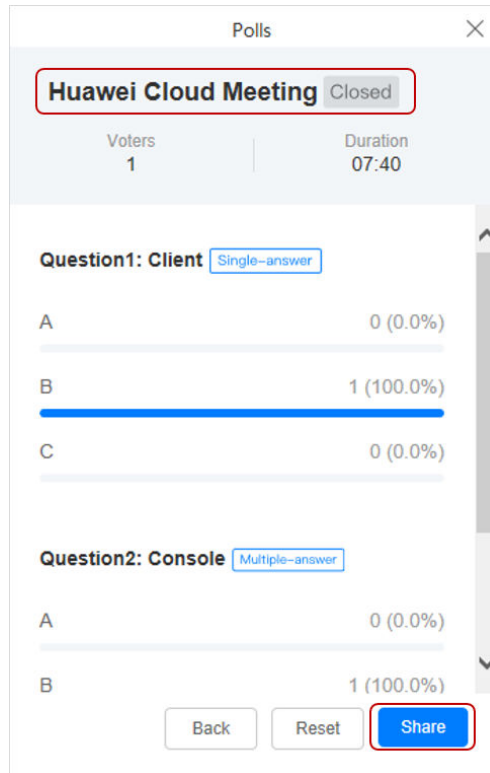 Polls
Huawei Cloud Meeting Closed
Voters Duration
1 07:40
Question1: Client Single-answer
A 0 (0.0%)
B 1 (100.0%)
C 0 (0.0%)
Question2: Console Multiple-answer
A 0 (0.0%)
B 1 (100.0%)
Back Reset Share